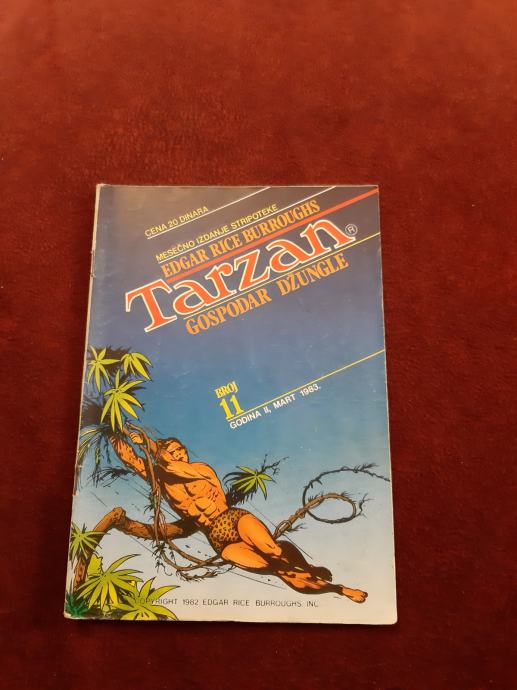 CENA 20 DINARA
MESEČNO IZDANJE STRIPOTEKE
EDGAR RICE BURROUGHS
Tarzan®
GOSPODAR DŽUNGLE
BROJ
11
GODINA II, MART 1983.
COPYRIGHT 1982 EDGAR RICE BURROUGHS, INC